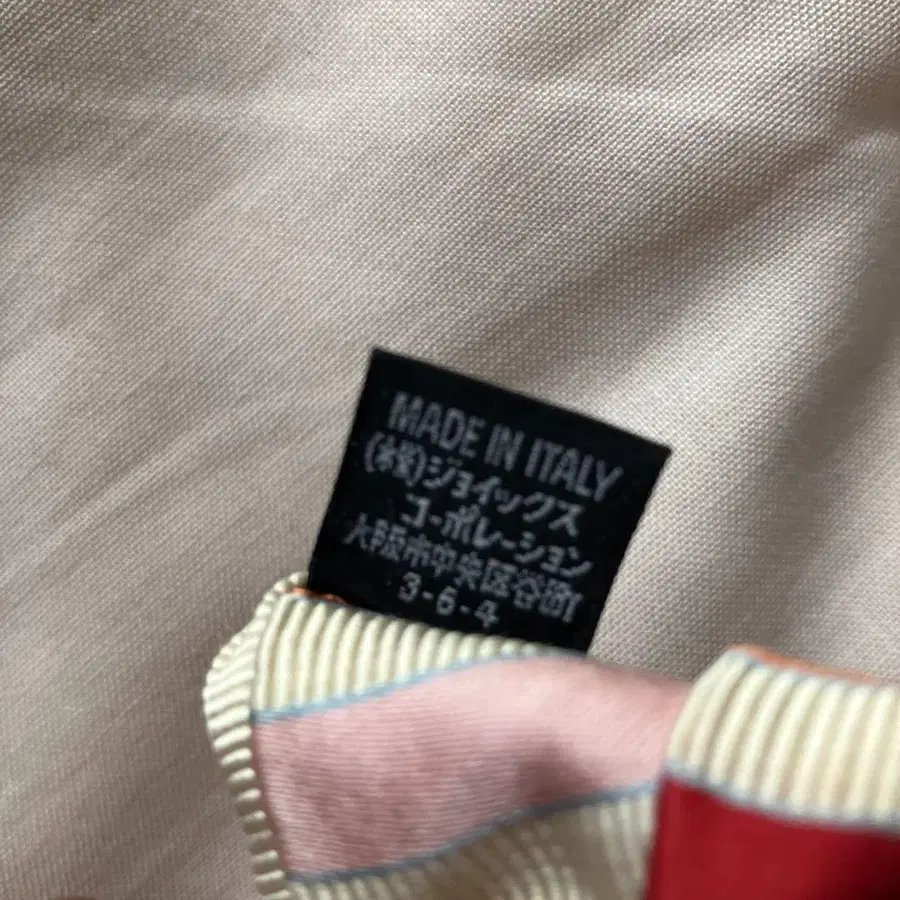 MADE IN ITALY
(株)ジョイックス
コーポレーション
大阪市中央区谷町
3-6-4